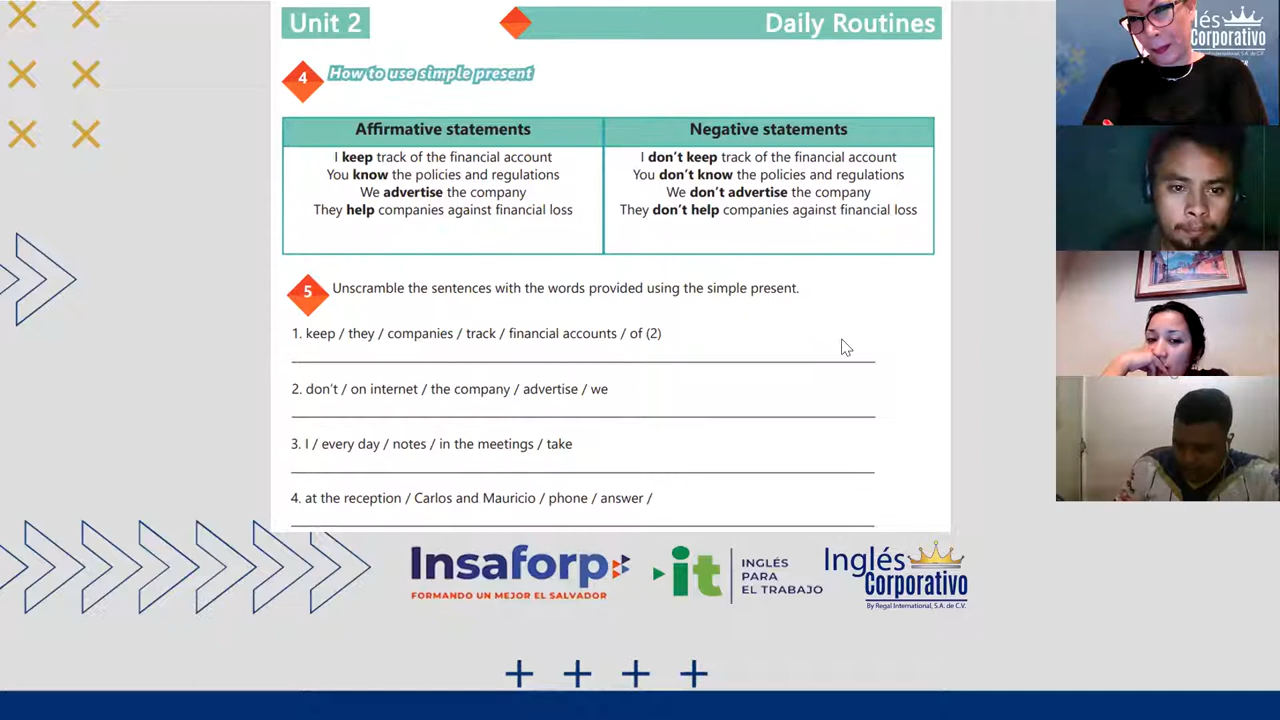 Unit 2
Daily Routines
4
How to use simple present
Affirmative statements
Negative statements
I keep track of the financial account
You know the policies and regulations
We advertise the company
They help companies against financial loss
I don't keep track of the financial account
You don't know the policies and regulations
We don't advertise the company
They don't help companies against financial loss
5
Unscramble the sentences with the words provided using the simple present.
1. keep / they / companies / track / financial accounts / of (2)
2. don't / on internet / the company / advertise / we
3. I / every day / notes / in the meetings / take
4. at the reception / Carlos and Mauricio / phone / answer /
Insaforp
FORMANDO UN MEJOR EL SALVADOR
it
INGLÉS
PARA
EL TRABAJO
Inglés
Corporativo
By Regal International, S.A. de C.V.
lés
Corporativo